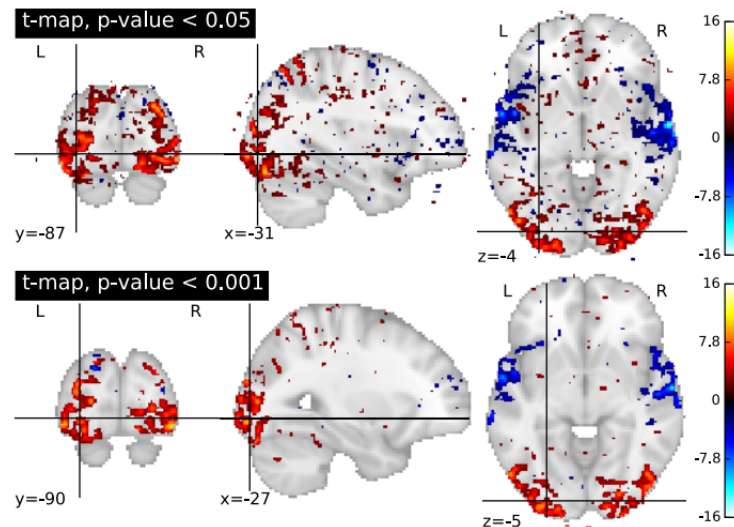 t-map, p-value < 0.05
L R
L R
y=-87
x=-31
z=-4
16
7.8
0
-7.8
-16
t-map, p-value < 0.001
L R
L R
y=-90
x=-27
z=-5
16
7.8
0
-7.8
-16